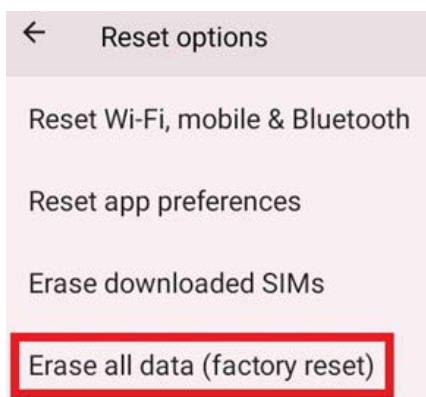 Reset options
Reset Wi-Fi, mobile & Bluetooth
Reset app preferences
Erase downloaded SIMs
Erase all data (factory reset)